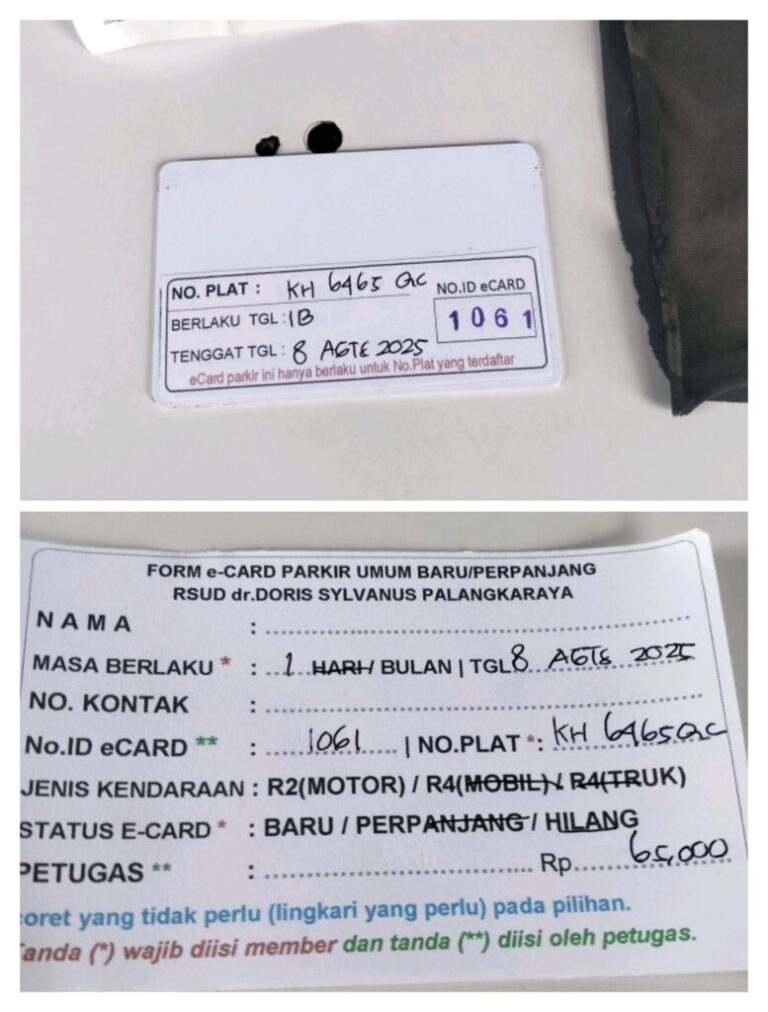 NO. PLAT : KH 6465 QC
NO.ID eCARD
BERLAKU TGL : 1B
1061
TENGGAT TGL : 8 AGTS 2025
eCard parkir ini hanya berlaku untuk No.Plat yang terdaftar
FORM e-CARD PARKIR UMUM BARU/PERPANJANG
RSUD dr.DORIS SYLVANUS PALANGKARAYA
NAMA : ....................
MASA BERLAKU * : ...1 HARI / BULAN | TGL 8 AGTS 2025
NO. KONTAK : ....................
No.ID eCARD ** : ....1061.... | NO.PLAT *: KH 6465 QC
JENIS KENDARAAN : R2(MOTOR) / R4(MOBIL) / R4(TRUK)
STATUS E-CARD * : BARU / PERPANJANG / HILANG
PETUGAS ** : .................... Rp....65,000
coret yang tidak perlu (lingkari yang perlu) pada pilihan.
Tanda (*) wajib diisi member dan tanda (**) diisi oleh petugas.